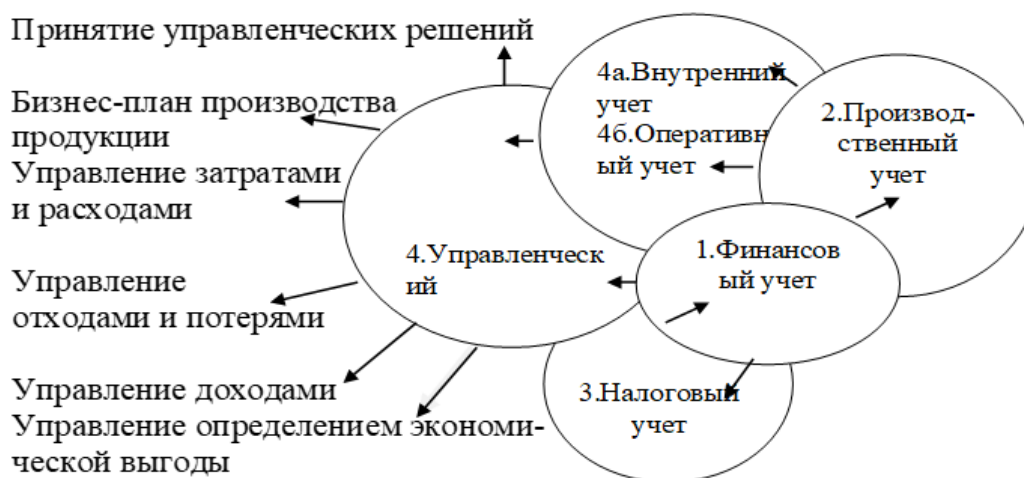 Принятие управленческих решений
Бизнес-план производства
продукции
Управление затратами
и расходами
Управление
отходами и потерями
Управление доходами
Управление определением экономи-
ческой выгоды
4а.Внутренний
учет
4б.Оперативн
ый учет
2.Производ-
ственный
учет
4.Управленческ
ий
1.Финансов
ый учет
3.Налоговый
учет